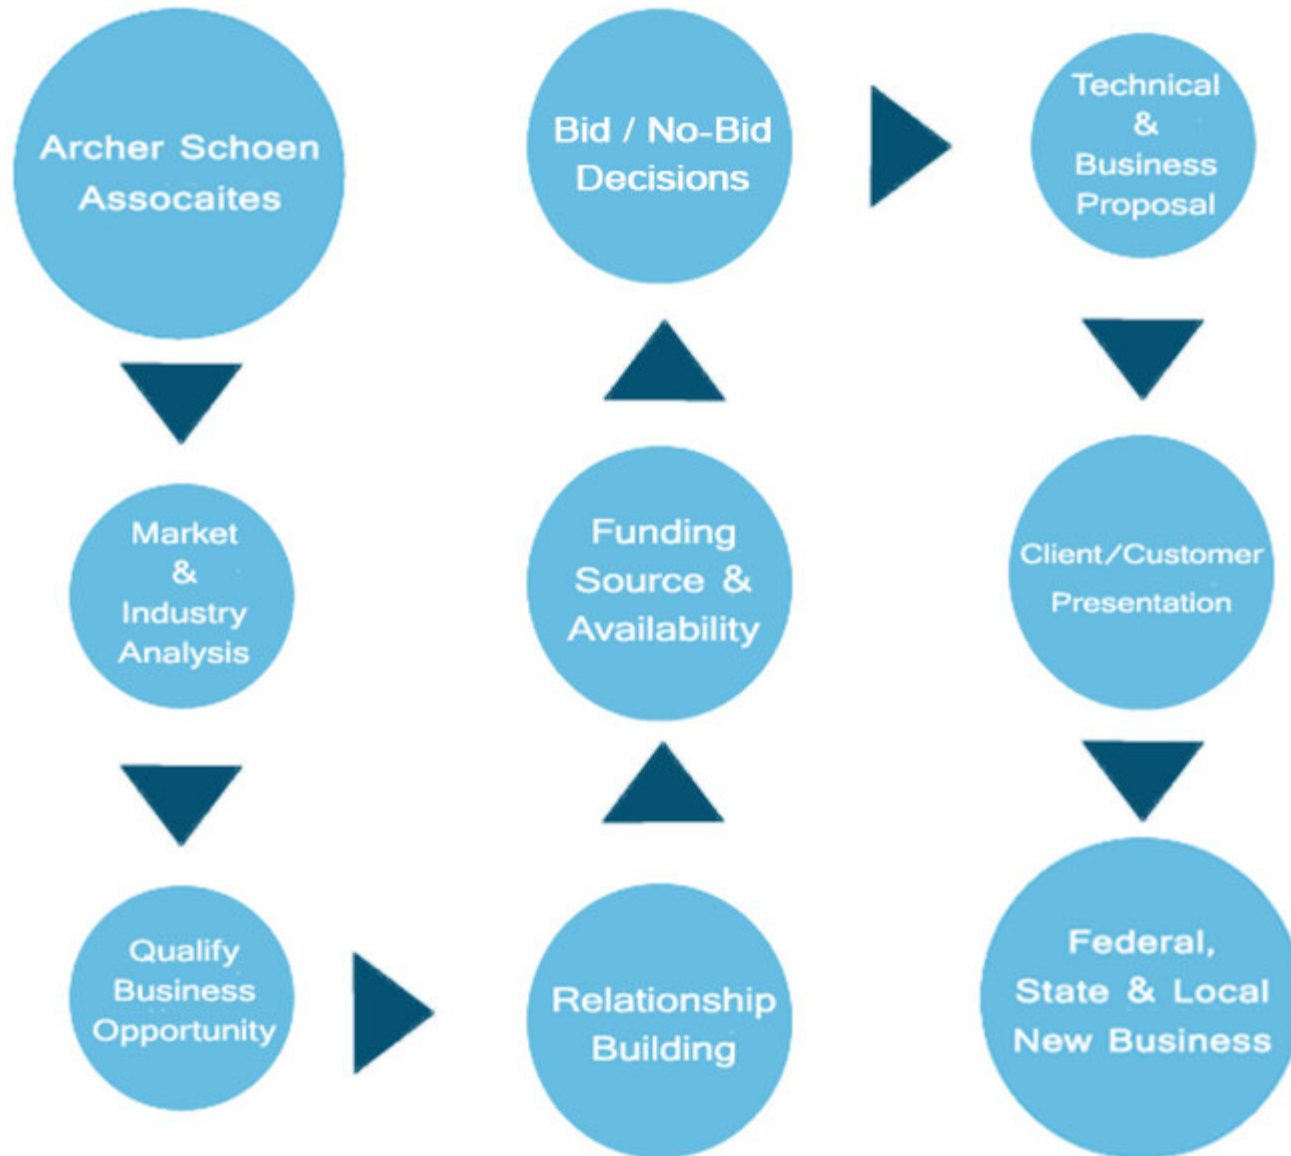 Archer Schoen
Assocaites
Market
&
Industry
Analysis
Qualify
Business
Opportunity
Relationship
Building
Funding
Source &
Availability
Bid / No-Bid
Decisions
Technical
&
Business
Proposal
Client/Customer
Presentation
Federal,
State & Local
New Business